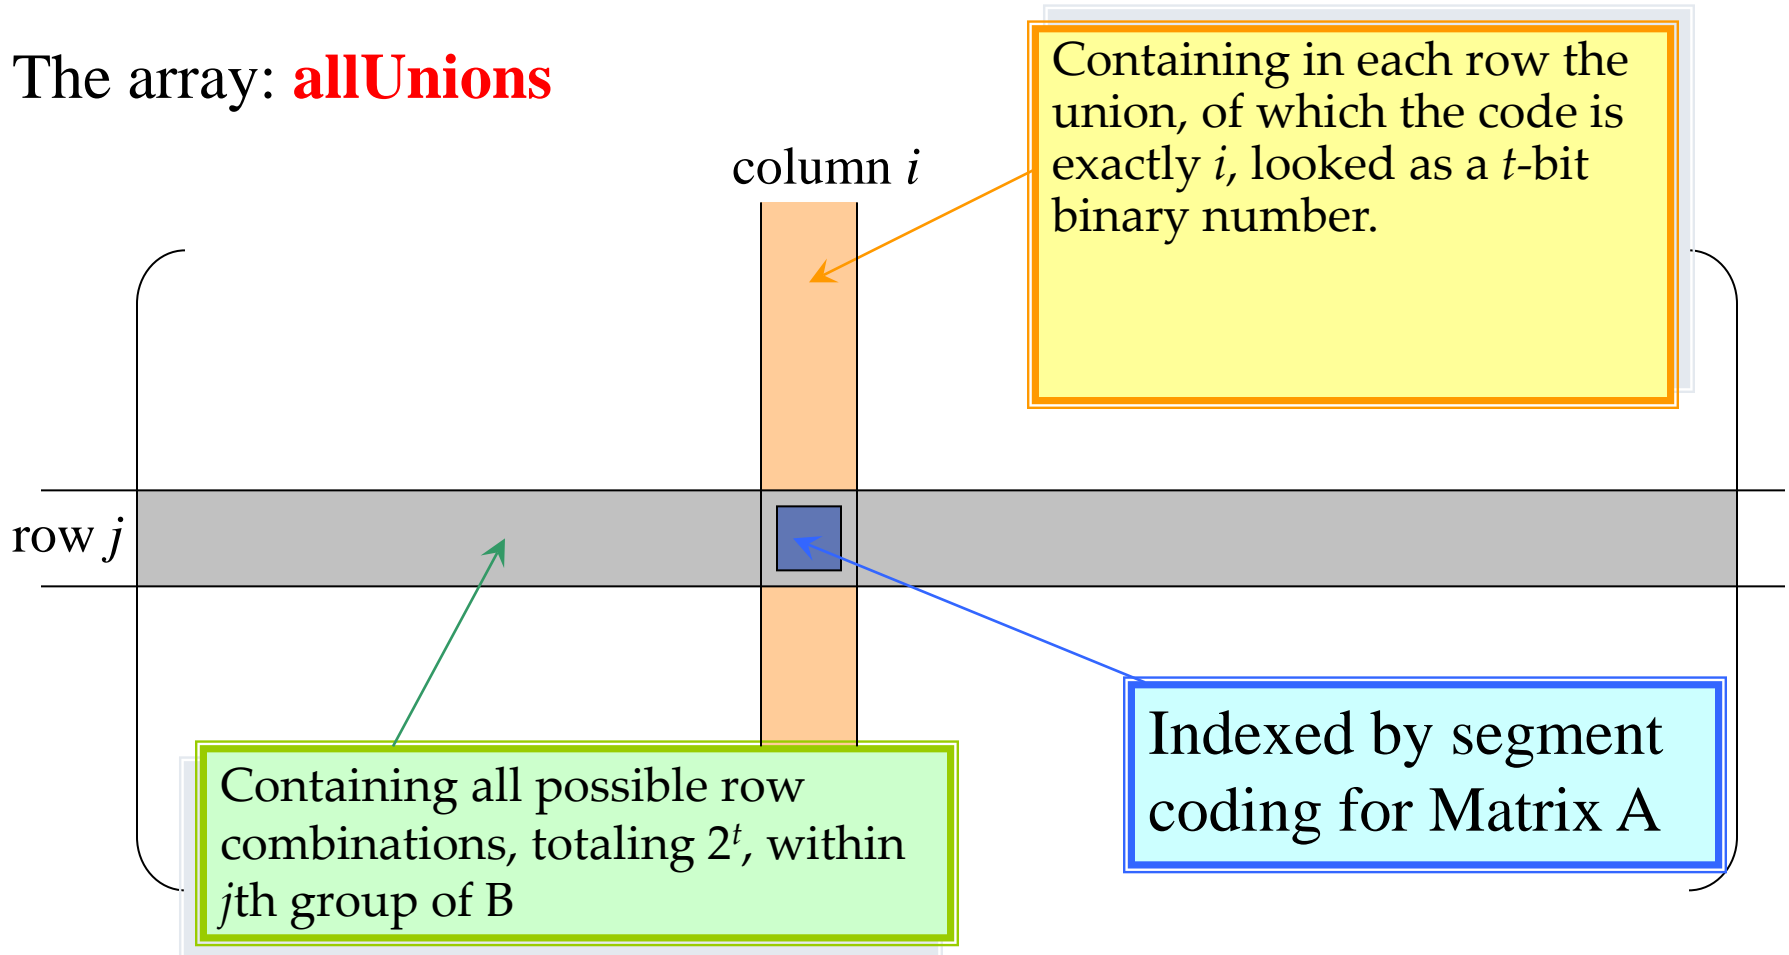 The array: allUnions
Containing in each row the
union, of which the code is
exactly i, looked as a t-bit
binary number.
column i
row j
Indexed by segment
coding for Matrix A
Containing all possible row
combinations, totaling 2^t, within
jth group of B